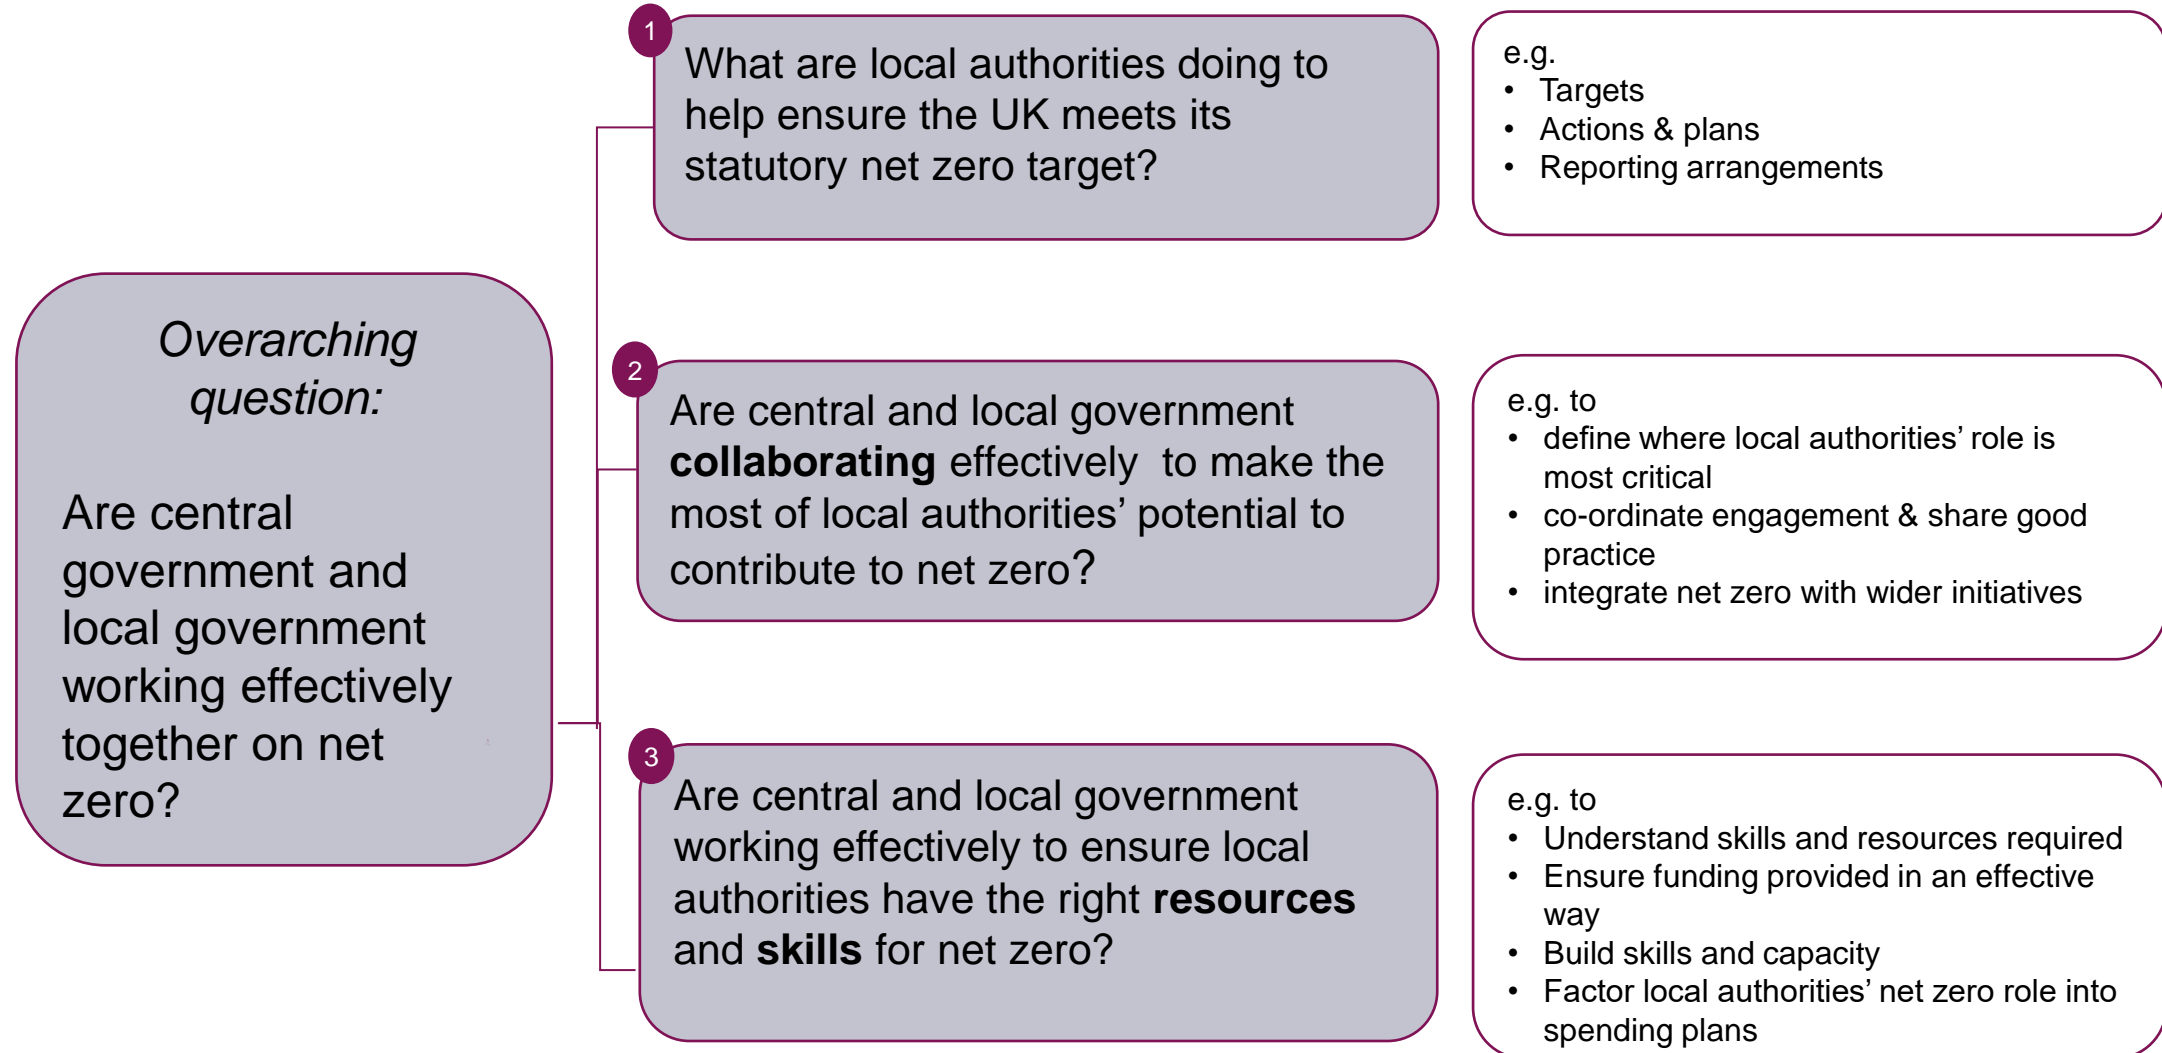 Overarching
question:
Are central
government and
local government
working effectively
together on net
zero?
1
What are local authorities doing to
help ensure the UK meets its
statutory net zero target?
e.g.
• Targets
• Actions & plans
• Reporting arrangements
2
Are central and local government
collaborating effectively  to make the
most of local authorities’ potential to
contribute to net zero?
e.g. to
• define where local authorities’ role is
most critical
• co-ordinate engagement & share good
practice
• integrate net zero with wider initiatives
3
Are central and local government
working effectively to ensure local
authorities have the right resources
and skills for net zero?
e.g. to
• Understand skills and resources required
• Ensure funding provided in an effective
way
• Build skills and capacity
• Factor local authorities’ net zero role into
spending plans